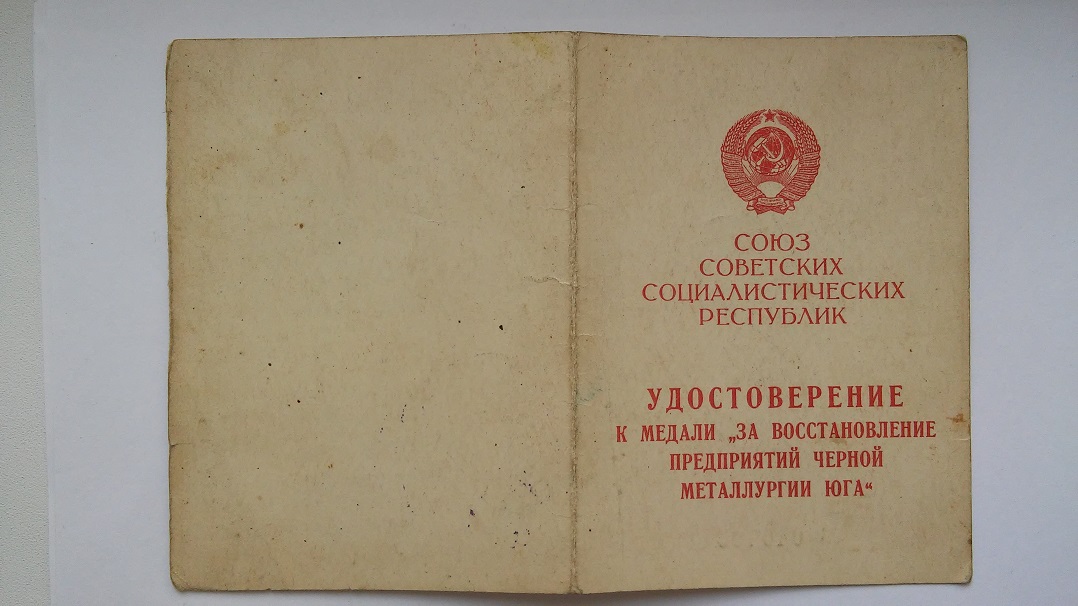 СОЮЗ
СОВЕТСКИХ
СОЦИАЛИСТИЧЕСКИХ
РЕСПУБЛИК
УДОСТОВЕРЕНИЕ
К МЕДАЛИ „ЗА ВОССТАНОВЛЕНИЕ
ПРЕДПРИЯТИЙ ЧЕРНОЙ
МЕТАЛЛУРГИИ ЮГА“